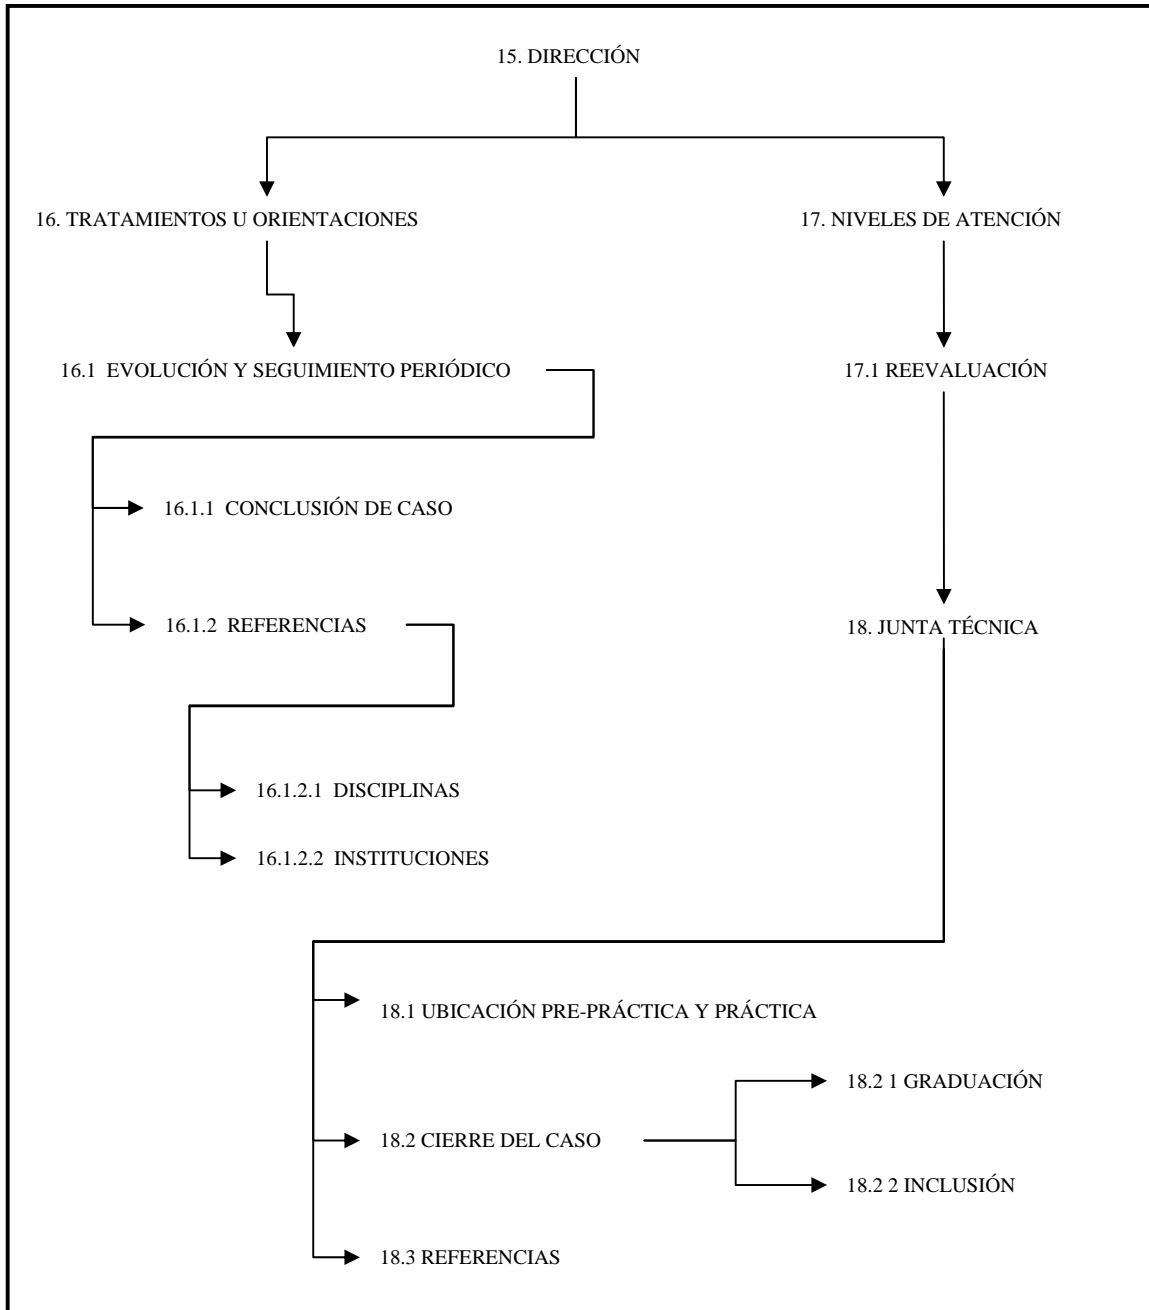 15. DIRECCIÓN
16. TRATAMIENTOS U ORIENTACIONES
17. NIVELES DE ATENCIÓN
16.1 EVOLUCIÓN Y SEGUIMIENTO PERIÓDICO
17.1 REEVALUACIÓN
16.1.1 CONCLUSIÓN DE CASO
16.1.2 REFERENCIAS
18. JUNTA TÉCNICA
16.1.2.1 DISCIPLINAS
16.1.2.2 INSTITUCIONES
18.1 UBICACIÓN PRE-PRÁCTICA Y PRÁCTICA
18.2 1 GRADUACIÓN
18.2 CIERRE DEL CASO
18.2 2 INCLUSIÓN
18.3 REFERENCIAS